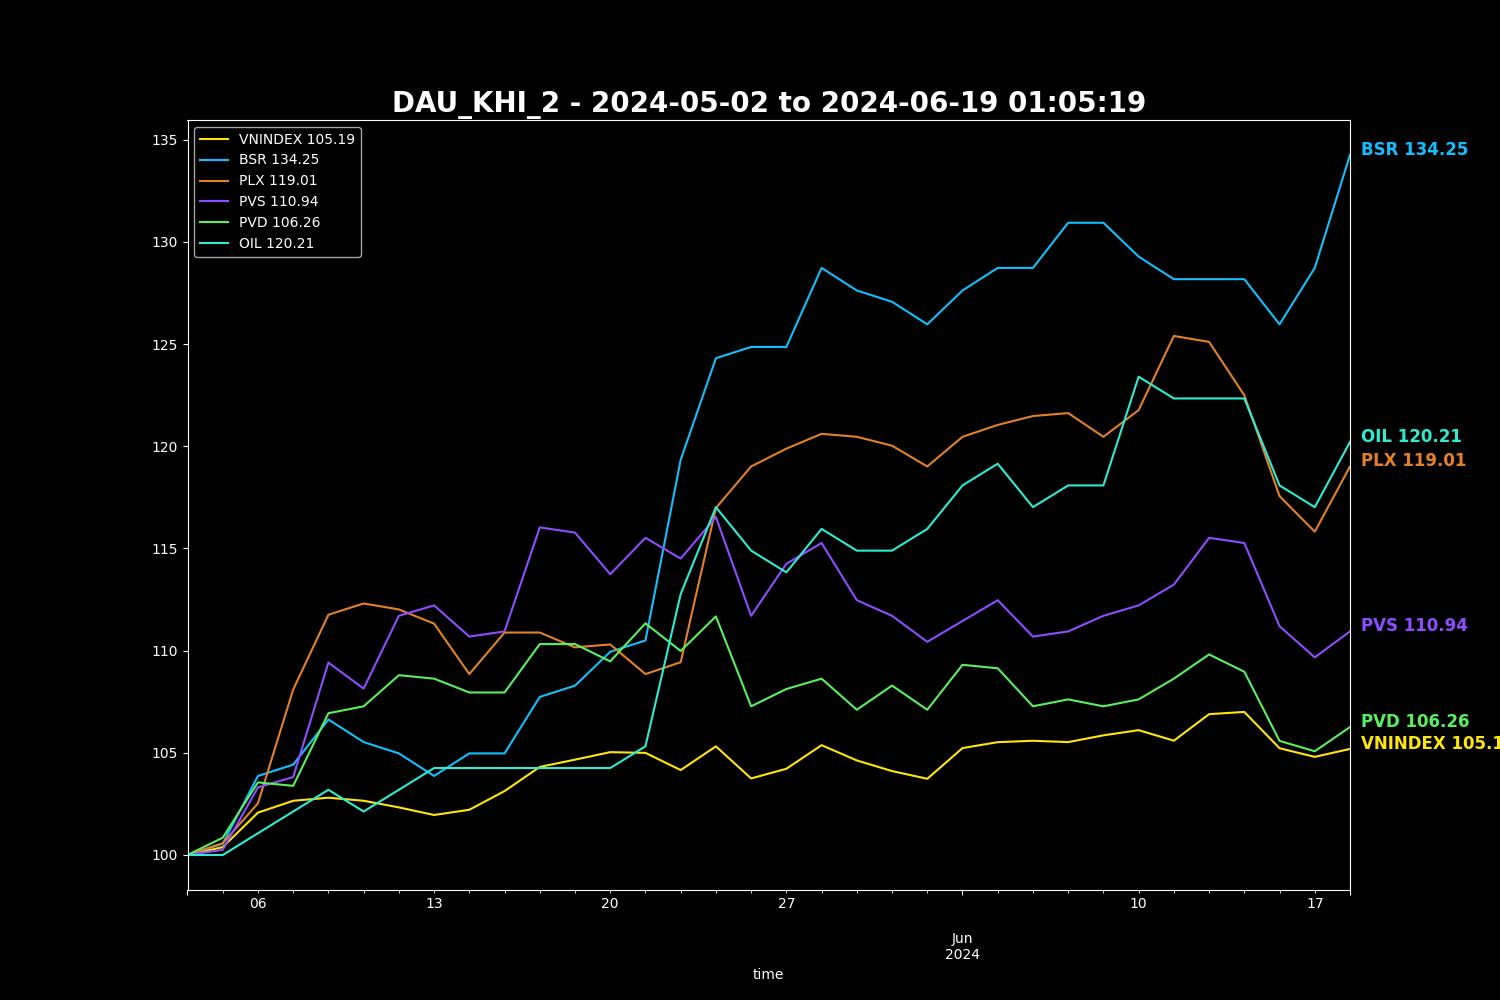 DAU_KHI_2 - 2024-05-02 to 2024-06-19 01:05:19
VNINDEX 105.19
BSR 134.25
PLX 119.01
PVS 110.94
PVD 106.26
OIL 120.21
135
130
125
120
115
110
105
100
BSR 134.25
OIL 120.21
PLX 119.01
PVS 110.94
PVD 106.26
VNINDEX 105.1
06 13 20 27 10 17
Jun
2024
time